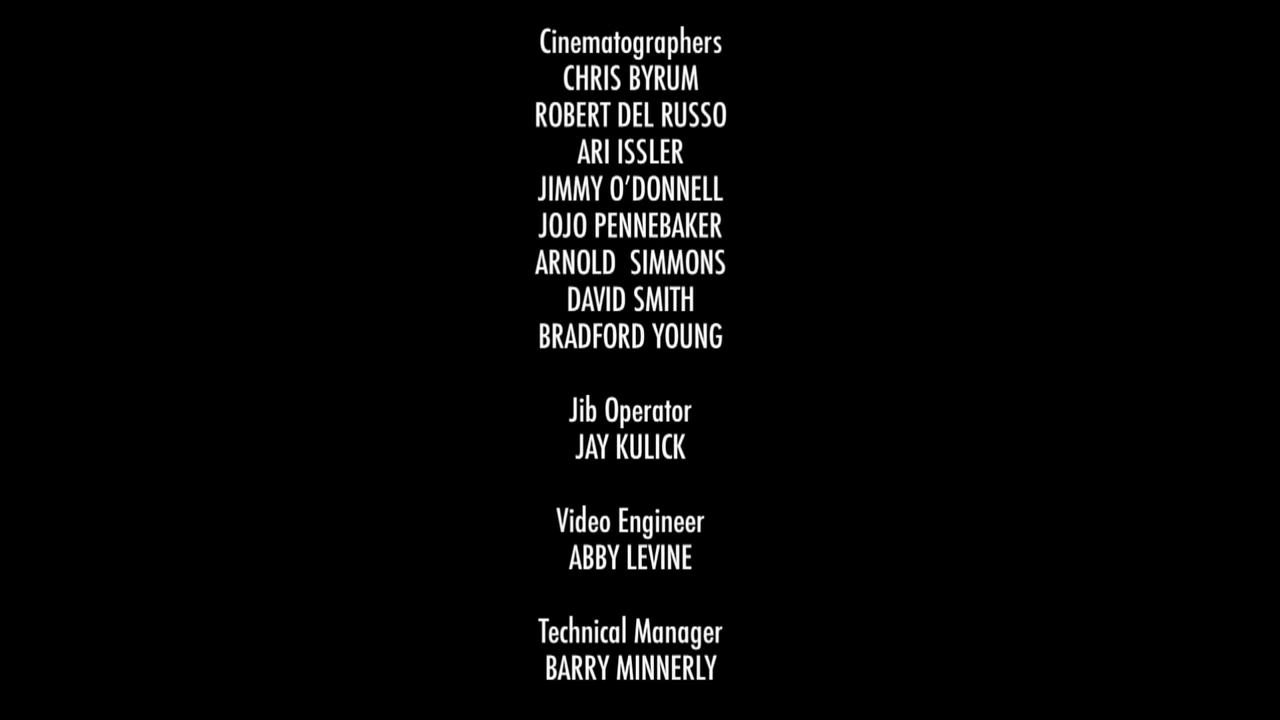 Cinematographers
CHRIS BYRUM
ROBERT DEL RUSSO
ARI ISSLER
JIMMY O’DONNELL
JOJO PENNEBAKER
ARNOLD  SIMMONS
DAVID SMITH
BRADFORD YOUNG
Jib Operator
JAY KULICK
Video Engineer
ABBY LEVINE
Technical Manager
BARRY MINNERLY